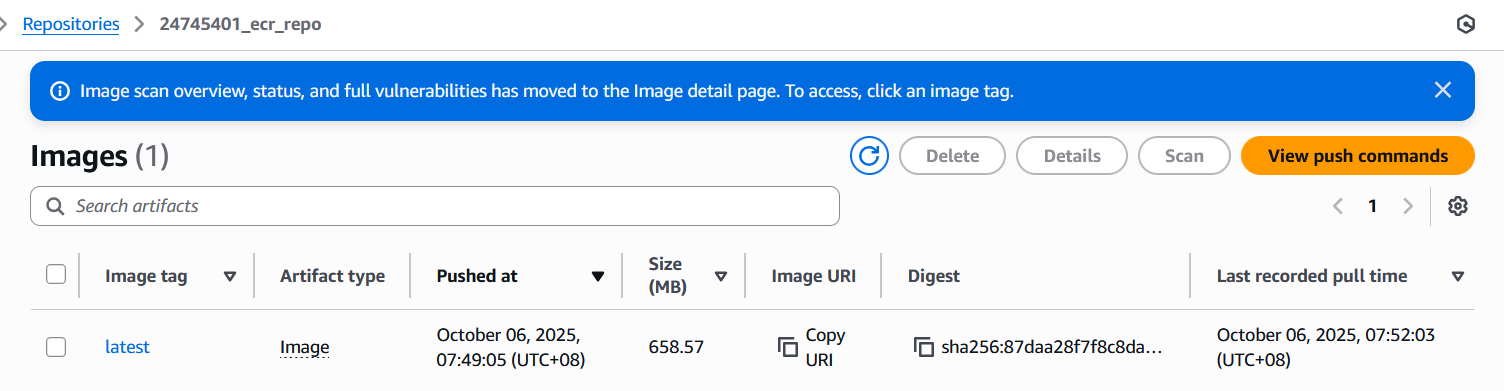 Repositories > 24745401_ecr_repo
Image scan overview, status, and full vulnerabilities has moved to the Image detail page. To access, click an image tag.
Images (1)
Delete
Details
Scan
View push commands
Search artifacts
1
Image tag
Artifact type
Pushed at
Size
(MB)
Image URI
Digest
Last recorded pull time
latest
Image
October 06, 2025,
07:49:05 (UTC+08)
658.57
Copy
URI
sha256:87daa28f7f8c8da...
October 06, 2025, 07:52:03
(UTC+08)